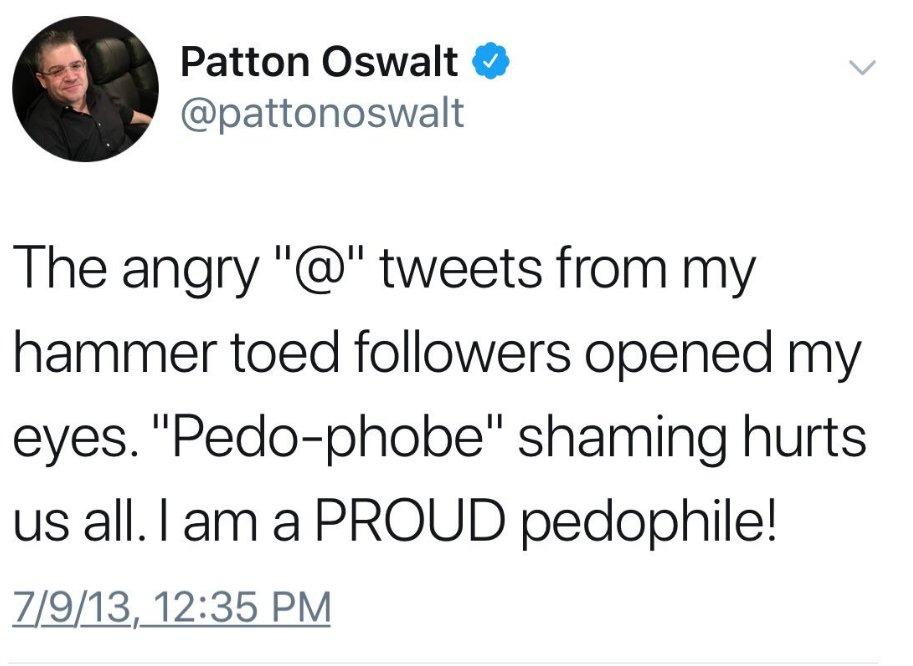 Patton Oswalt
@pattonoswalt
The angry "@" tweets from my
hammer toed followers opened my
eyes. "Pedo-phobe" shaming hurts
us all. I am a PROUD pedophile!
7/9/13, 12:35 PM